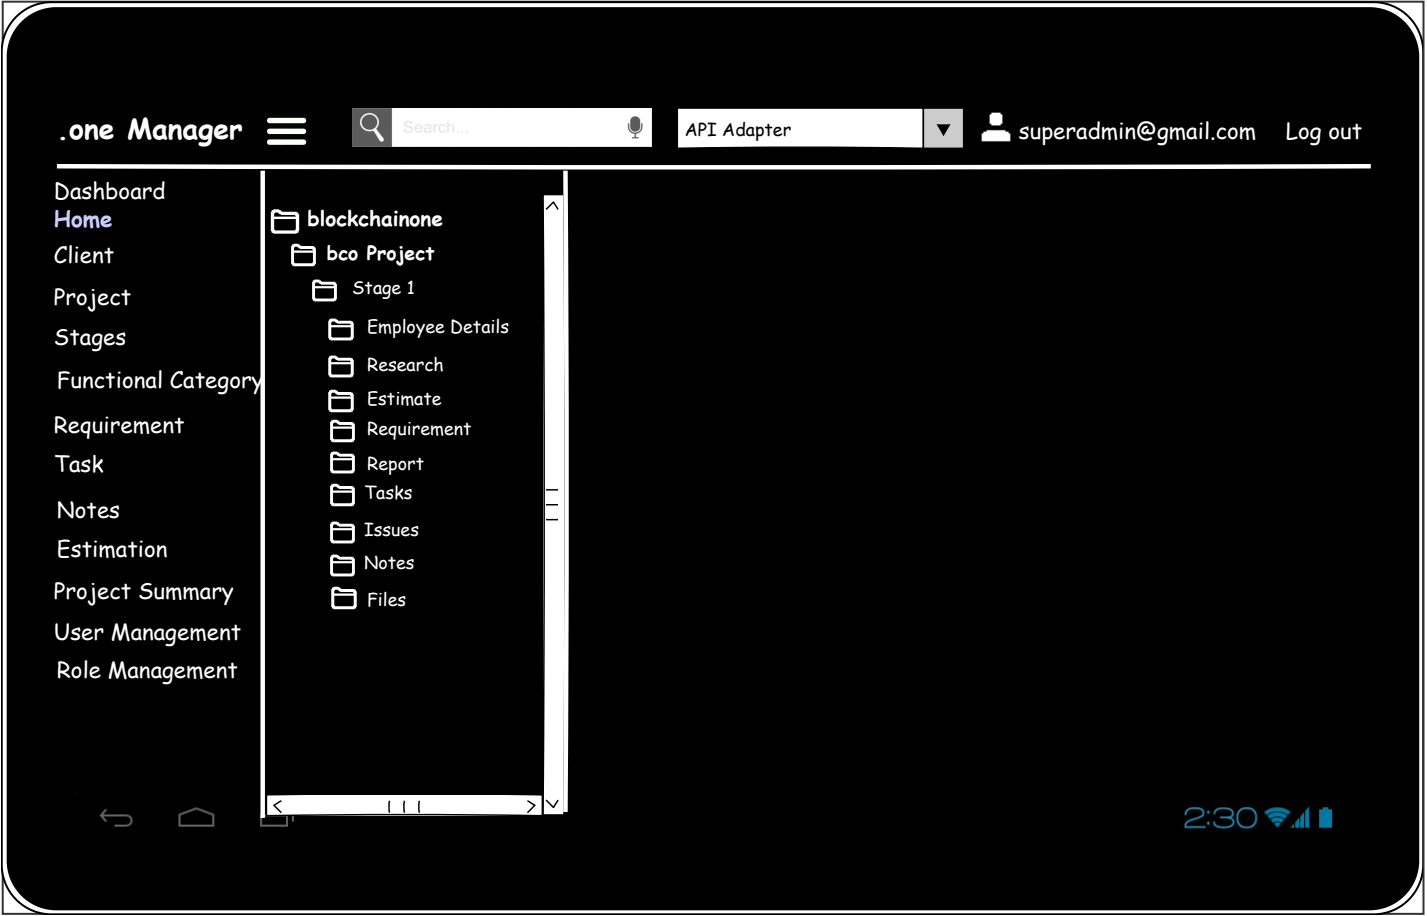 .one Manager
Search...
API Adapter
superadmin@gmail.com
Log out
Dashboard
Home
Client
Project
Stages
Functional Category
Requirement
Task
Notes
Estimation
Project Summary
User Management
Role Management
blockchainone
bco Project
Stage 1
Employee Details
Research
Estimate
Requirement
Report
Tasks
Issues
Notes
Files
2:30